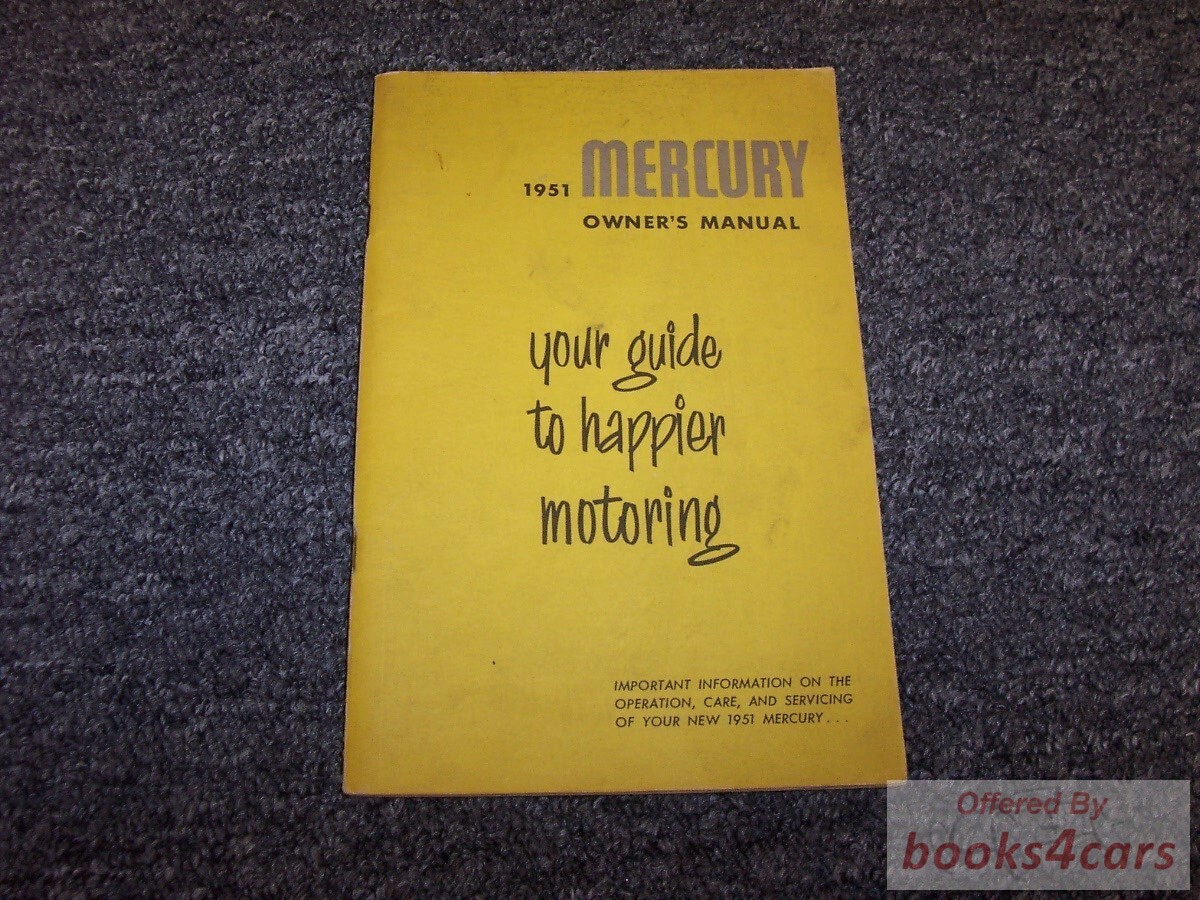 1951 MERCURY
OWNER'S MANUAL
your guide
to happier
motoring
IMPORTANT INFORMATION ON THE
OPERATION, CARE, AND SERVICING
OF YOUR NEW 1951 MERCURY...
Offered By
books4cars